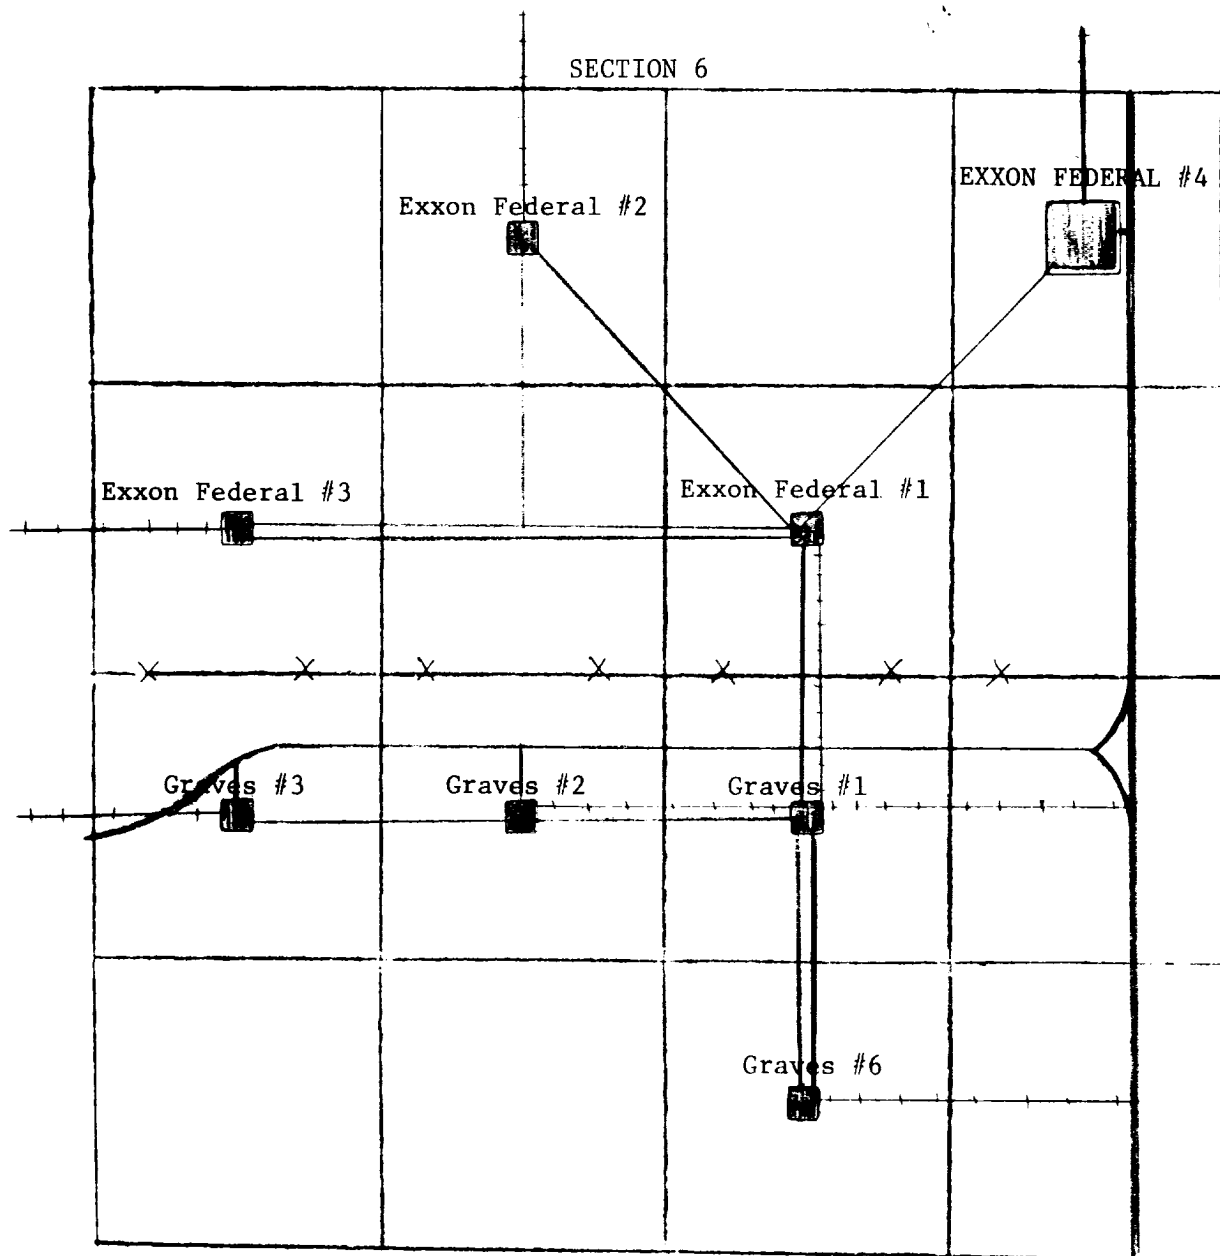 SECTION 6
EXXON FEDERAL #4
Exxon Federal #2
Exxon Federal #3
Exxon Federal #1
Graves #3
Graves #2
Graves #1
Graves #6